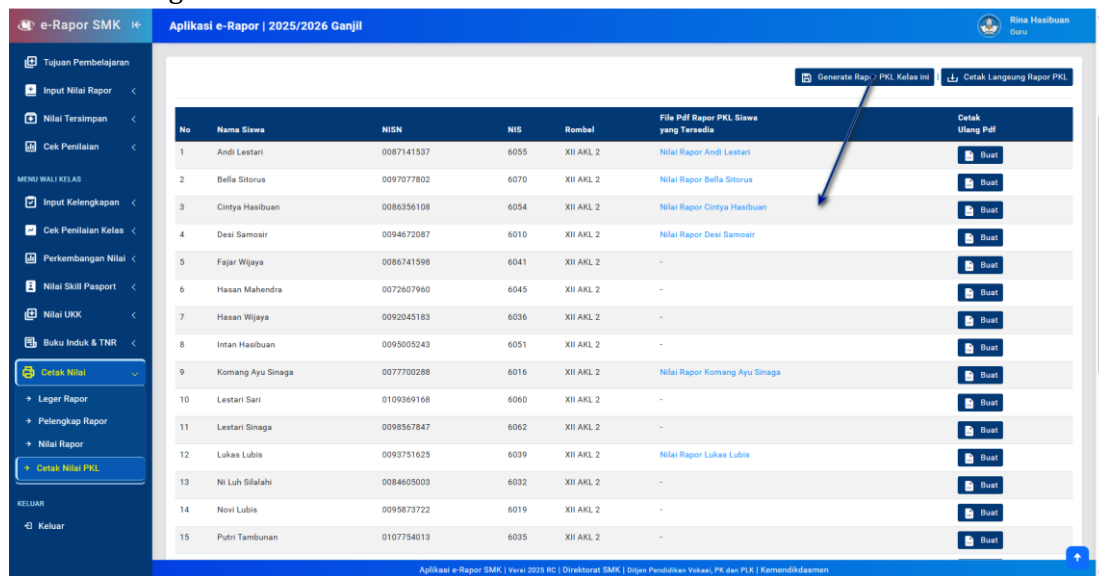 e-Rapor SMK
Aplikasi e-Rapor | 2025/2026 Ganjil
Rina Hasibuan
Guru
Tujuan Pembelajaran
Input Nilai Rapor
Nilai Tersimpan
Cek Penilaian
MENU WALI KELAS
Input Kelengkapan
Cek Penilaian Kelas
Perkembangan Nilai
Nilai Skill Pasport
Nilai UKK
Buku Induk & TNR
Cetak Nilai
Leger Rapor
Pelengkap Rapor
Nilai Rapor
Cetak Nilai PKL
KELUAR
Keluar
Generate Rapor PKL Kelas ini | Cetak Langsung Rapor PKL
No Nama Siswa NISN NIS Rombel File Pdf Rapor PKL Siswa yang Tersedia Cetak Ulang Pdf
1 Andi Lestari 0087141537 6055 XII AKL 2 Nilai Rapor Andi Lestari Buat
2 Bella Sitorus 0097077802 6070 XII AKL 2 Nilai Rapor Bella Sitorus Buat
3 Cintya Hasibuan 0086356108 6054 XII AKL 2 Nilai Rapor Cintya Hasibuan Buat
4 Desi Samosir 0094672087 6010 XII AKL 2 Nilai Rapor Desi Samosir Buat
5 Fajar Wijaya 0086741598 6041 XII AKL 2 - Buat
6 Hasan Mahendra 0072607960 6045 XII AKL 2 - Buat
7 Hasan Wijaya 0092045183 6036 XII AKL 2 - Buat
8 Intan Hasibuan 0095005243 6051 XII AKL 2 - Buat
9 Komang Ayu Sinaga 0077700288 6016 XII AKL 2 Nilai Rapor Komang Ayu Sinaga Buat
10 Lestari Sari 0109369168 6060 XII AKL 2 - Buat
11 Lestari Sinaga 0098567847 6062 XII AKL 2 - Buat
12 Lukas Lubis 0093751625 6039 XII AKL 2 Nilai Rapor Lukas Lubis Buat
13 Ni Luh Silalahi 0084605003 6032 XII AKL 2 - Buat
14 Novi Lubis 0095873722 6019 XII AKL 2 - Buat
15 Putri Tambunan 0107754013 6035 XII AKL 2 - Buat
Aplikasi e-Rapor SMK | Versi 2025 RC | Direktorat SMK | Ditjen Pendidikan Vokasi, PK dan PLK | Kemendikdasmen